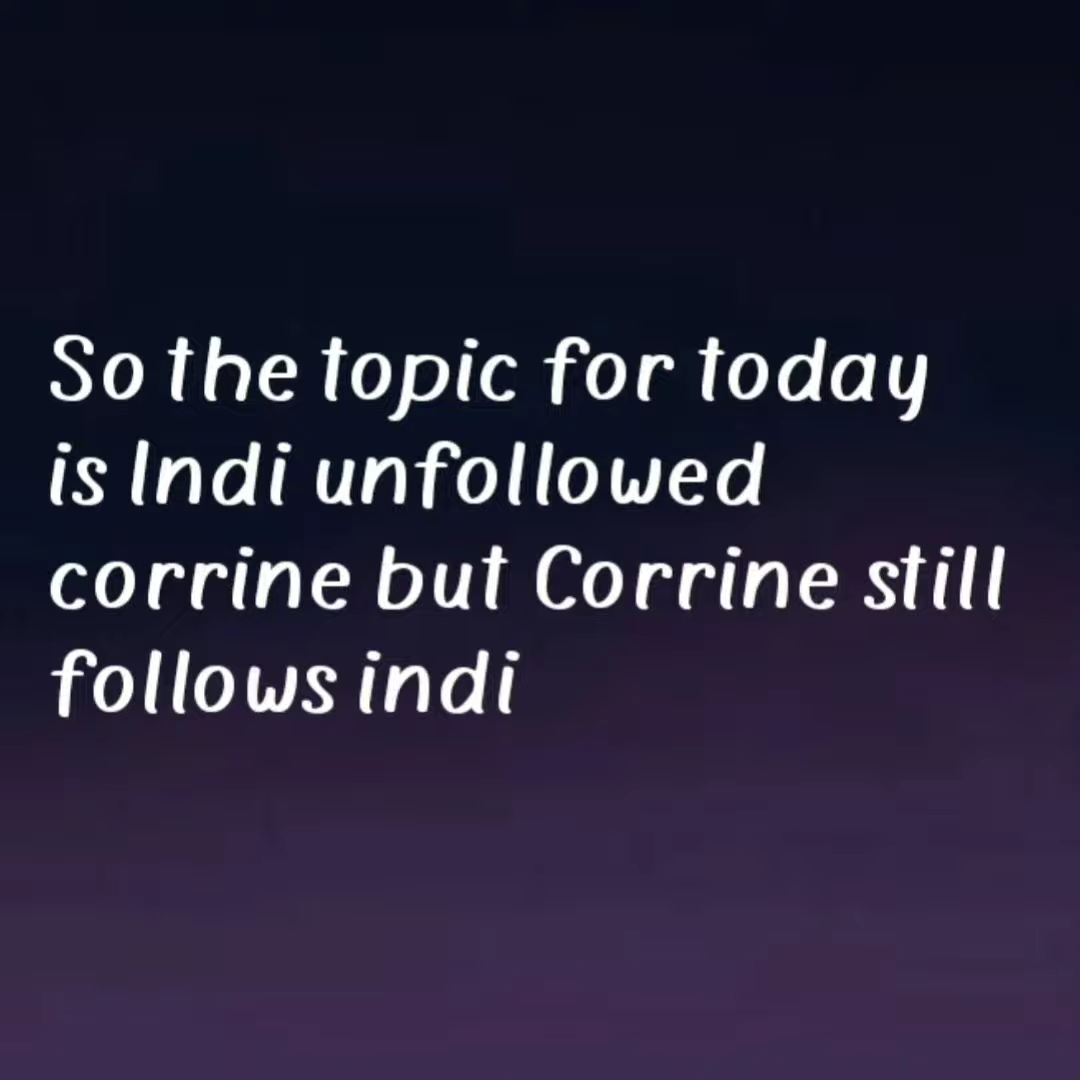 So the topic for today
is Indi unfollowed
corrine but Corrine still
follows indi